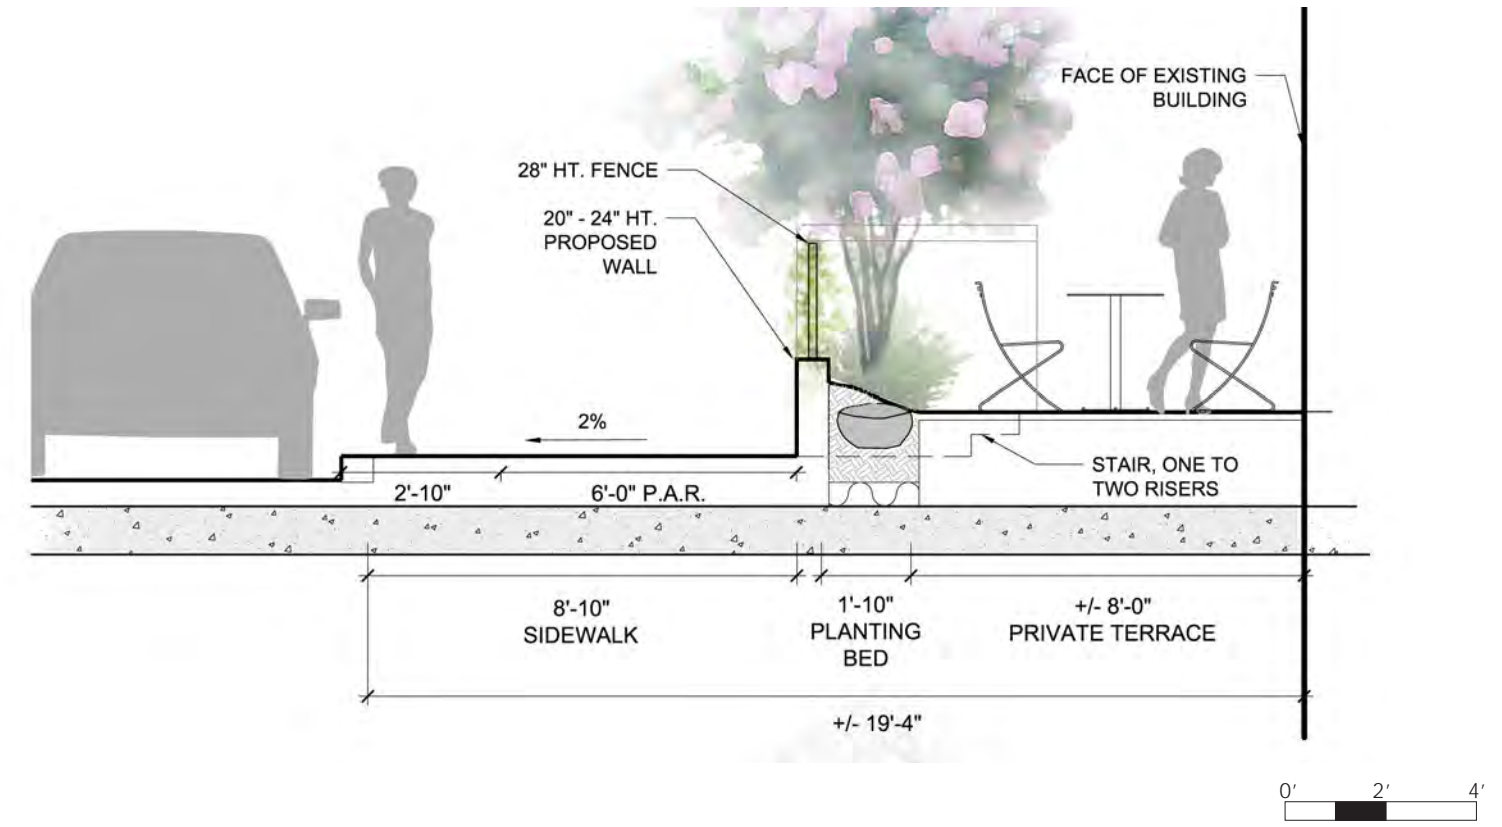 FACE OF EXISTING
BUILDING
28" HT. FENCE
20" - 24" HT.
PROPOSED
WALL
2%
STAIR, ONE TO
TWO RISERS
2'-10"
6'-0" P.A.R.
8'-10"
SIDEWALK
1'-10"
PLANTING
BED
+/- 8'-0"
PRIVATE TERRACE
+/- 19'-4"
0' 2' 4'